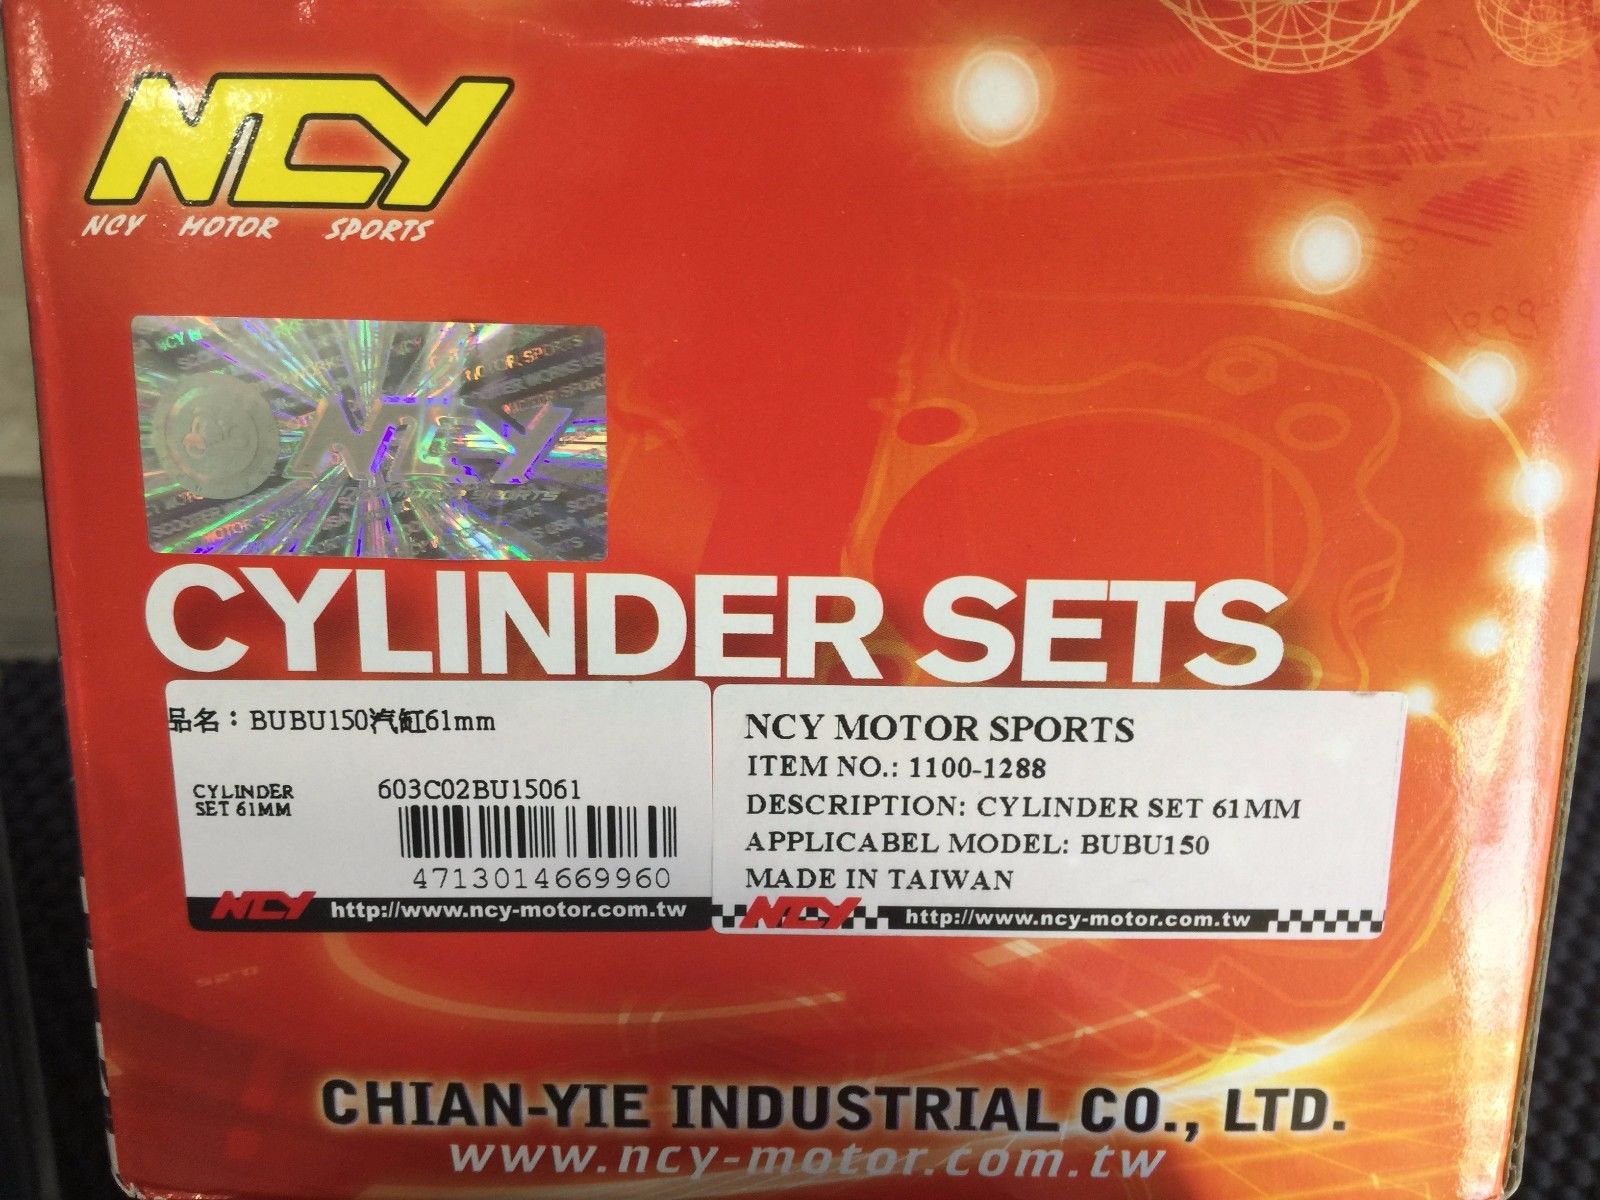 NCY
NCY MOTOR SPORTS
NCY
MOTOR SPORTS
CYLINDER SETS
品名：BUBU150汽缸61mm
CYLINDER
SET 61MM
603C02BU15061
4713014669960
NCY http://www.ncy-motor.com.tw
NCY MOTOR SPORTS
ITEM NO.: 1100-1288
DESCRIPTION: CYLINDER SET 61MM
APPLICABEL MODEL: BUBU150
MADE IN TAIWAN
NCY http://www.ncy-motor.com.tw
CHIAN-YIE INDUSTRIAL CO., LTD.
www.ncy-motor.com.tw